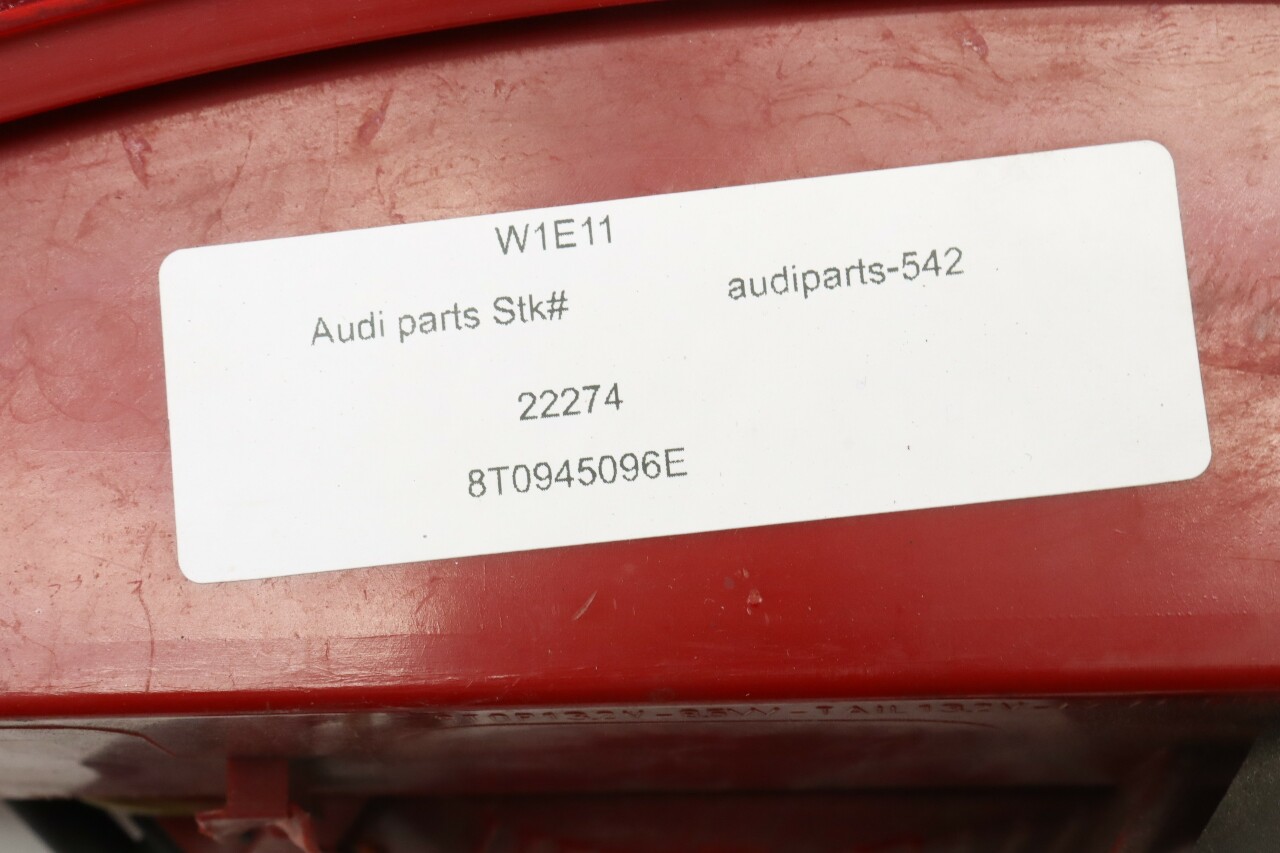 W1E11
Audi parts Stk# audiparts-542
22274
8T0945096E